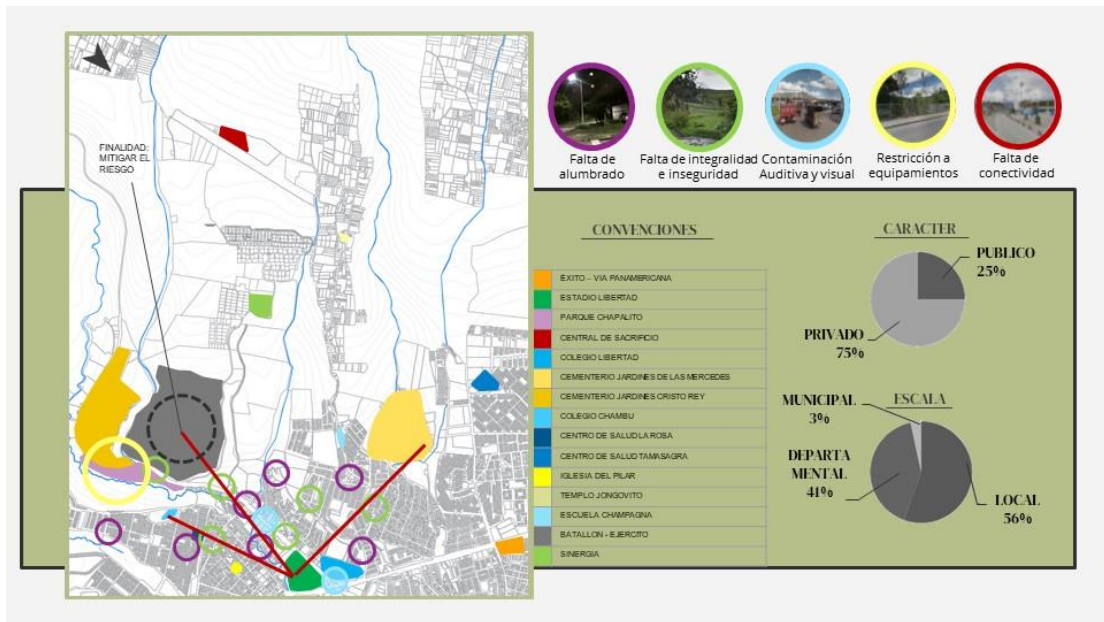 FINALIDAD:
MITIGAR EL
RIESGO
Falta de
alumbrado
Falta de integralidad
e inseguridad
Contaminación
Auditiva y visual
Restricción a
equipamientos
Falta de
conectividad
CONVENCIONES
ÉXITO - VIA PANAMERICANA
ESTADIO LIBERTAD
PARQUE CHAPALITO
CENTRAL DE SACRIFICIO
COLEGIO LIBERTAD
CEMENTERIO JARDINES DE LAS MERCEDES
CEMENTERIO JARDINES CRISTO REY
COLEGIO CHAMBU
CENTRO DE SALUD LA ROSA
CENTRO DE SALUD TAMASAGRA
IGLESIA DEL PILAR
TEMPLO JONGOVITO
ESCUELA CHAMPAGNA
BATALLON - EJERCITO
SINERGIA
CARACTER
PUBLICO
25%
PRIVADO
75%
ESCALA
MUNICIPAL
3%
DEPARTA
MENTAL
41%
LOCAL
56%